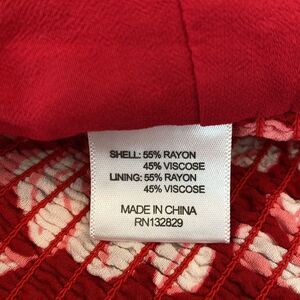 SHELL: 55% RAYON
45% VISCOSE
LINING: 55% RAYON
45% VISCOSE
MADE IN CHINA
RN132829